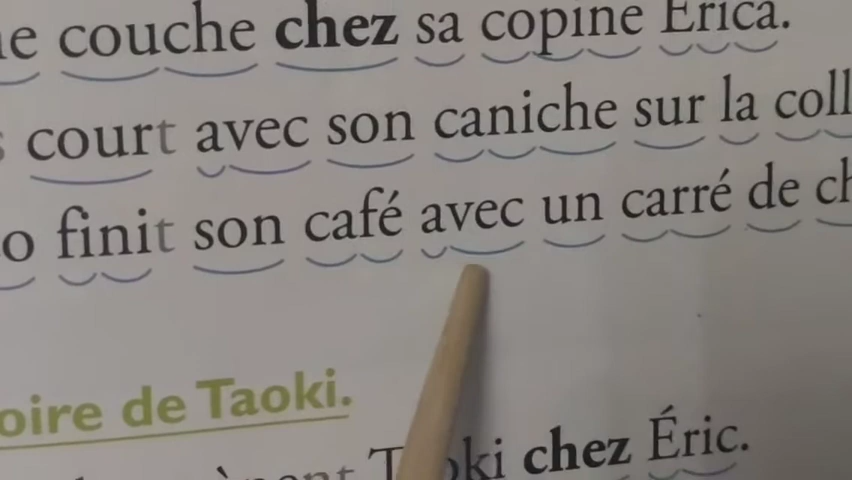 couche chez sa copine Erica.
court avec son caniche sur la
finit son café avec un carré de
de Taoki.
chez Éric.